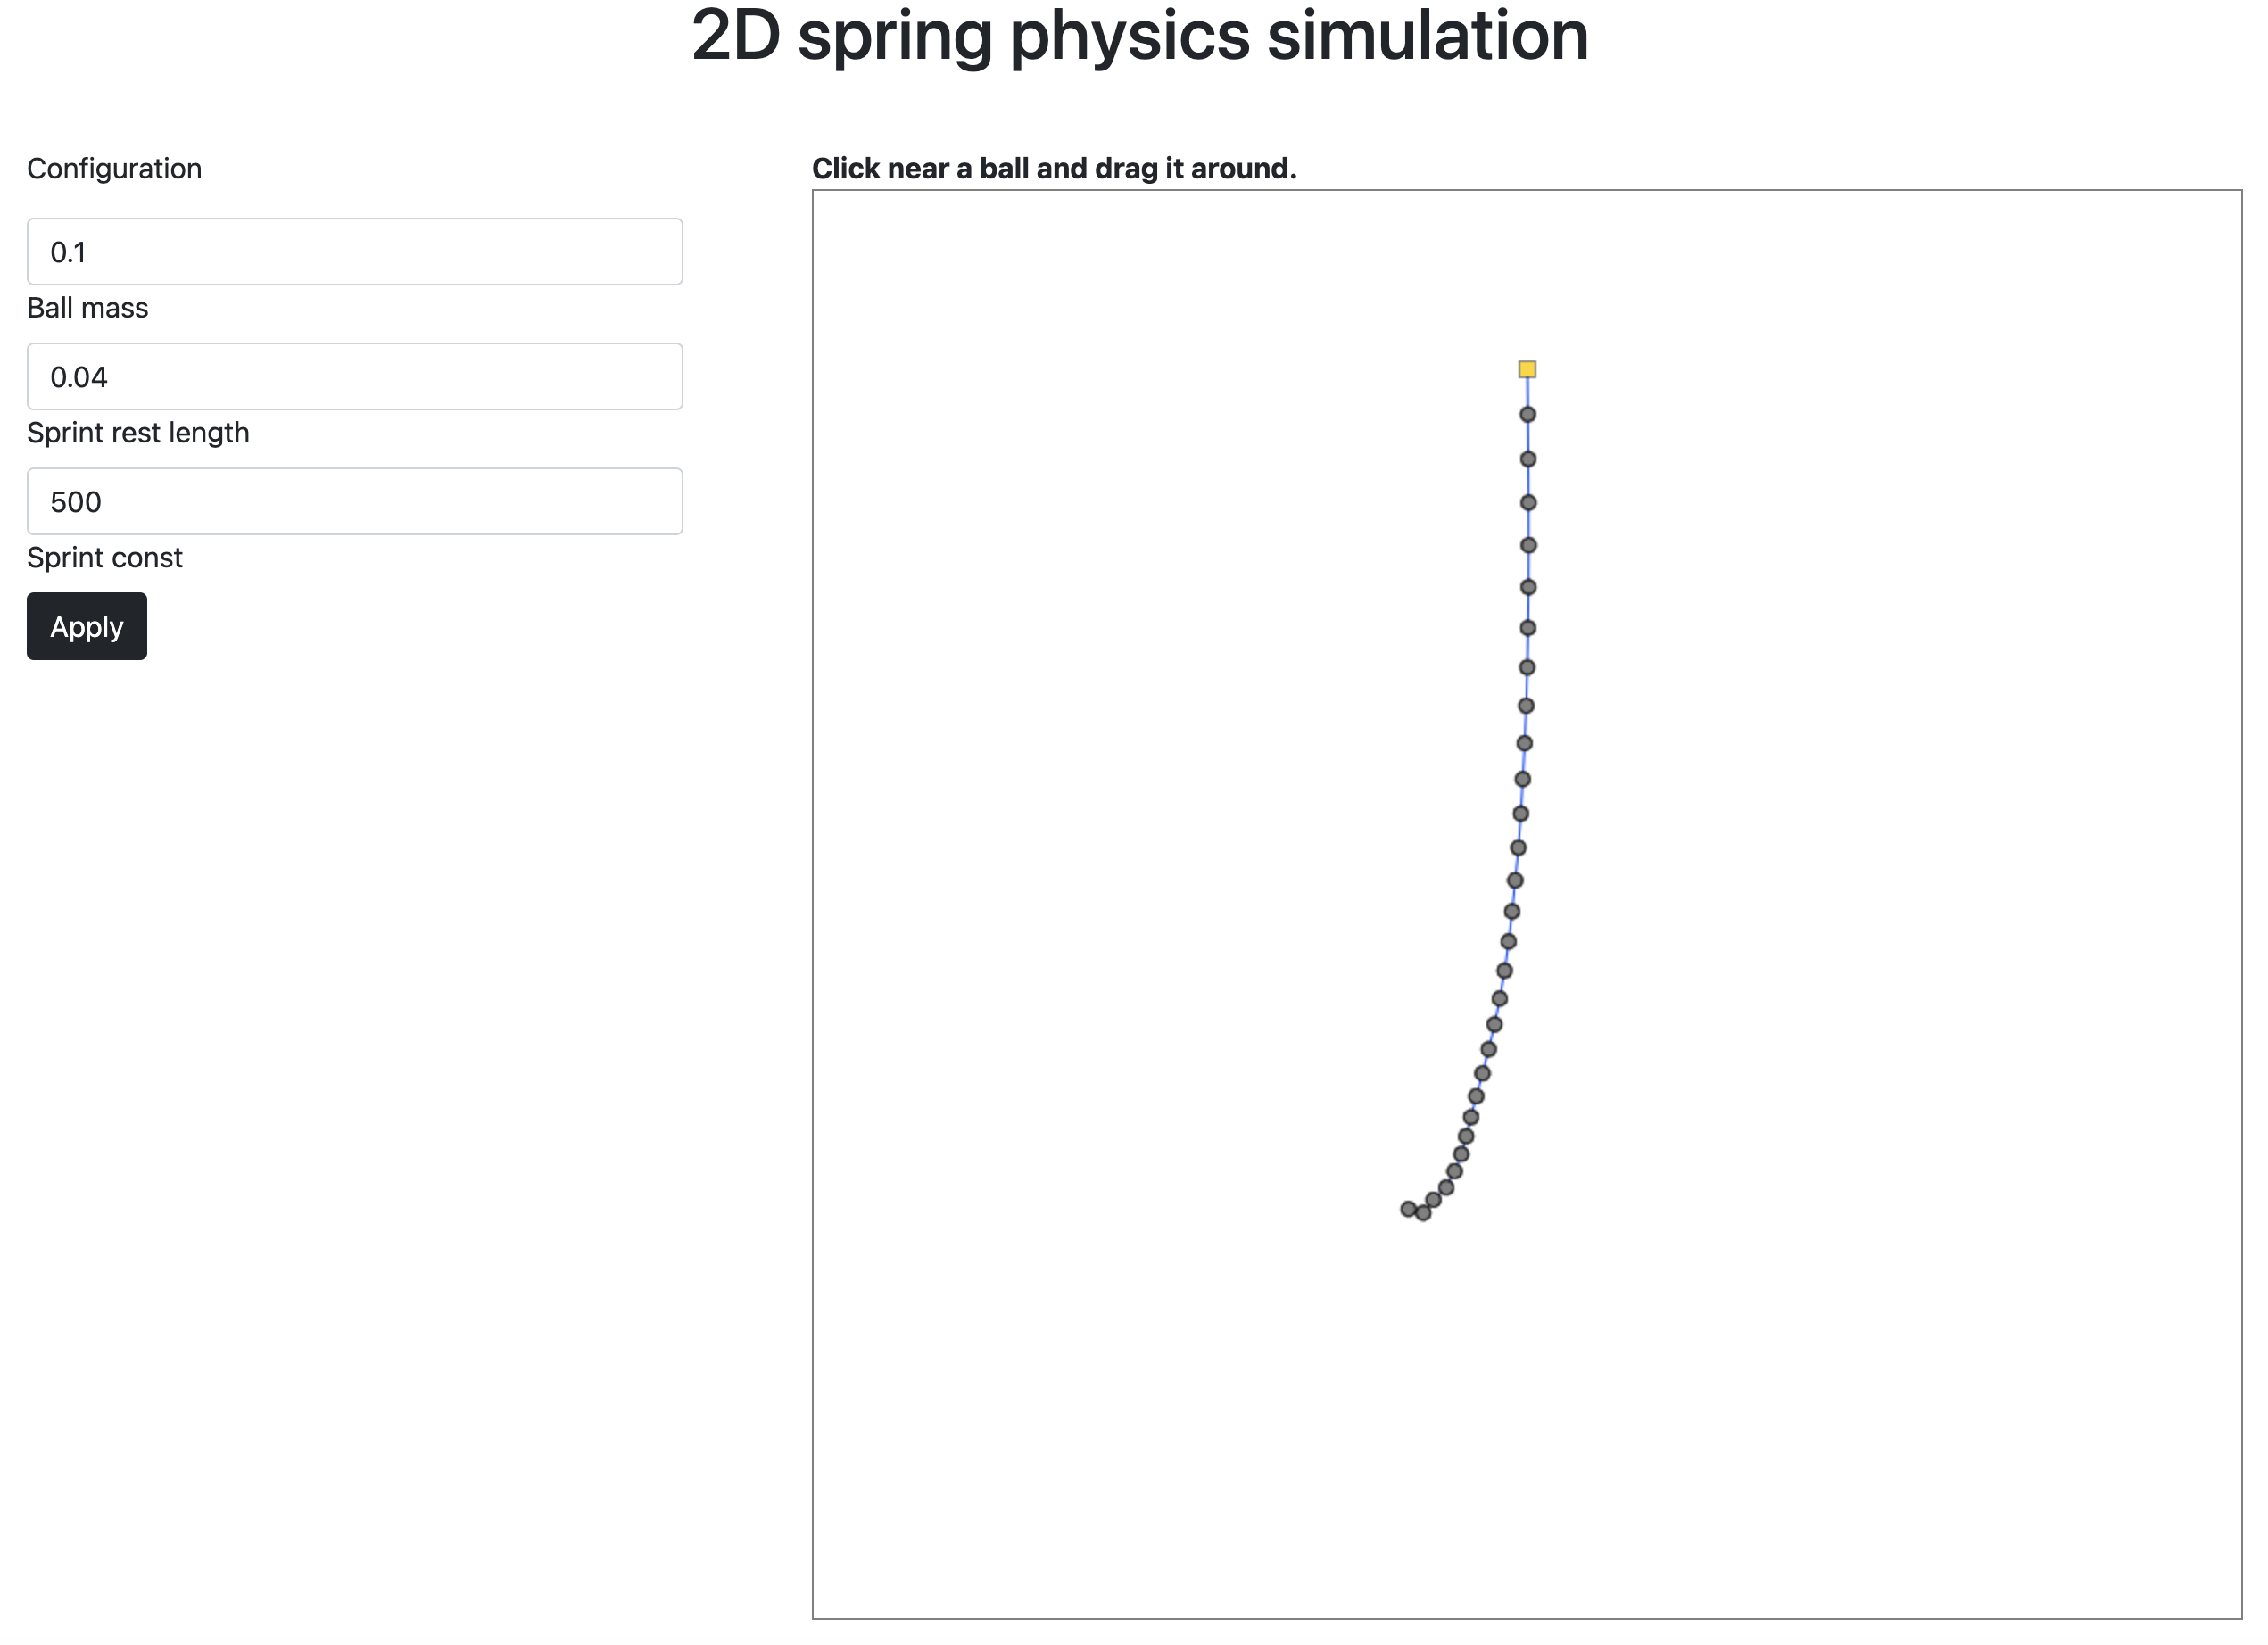 2D spring physics simulation
Configuration
0.1
Ball mass
0.04
Sprint rest length
500
Sprint const
Apply
Click near a ball and drag it around.